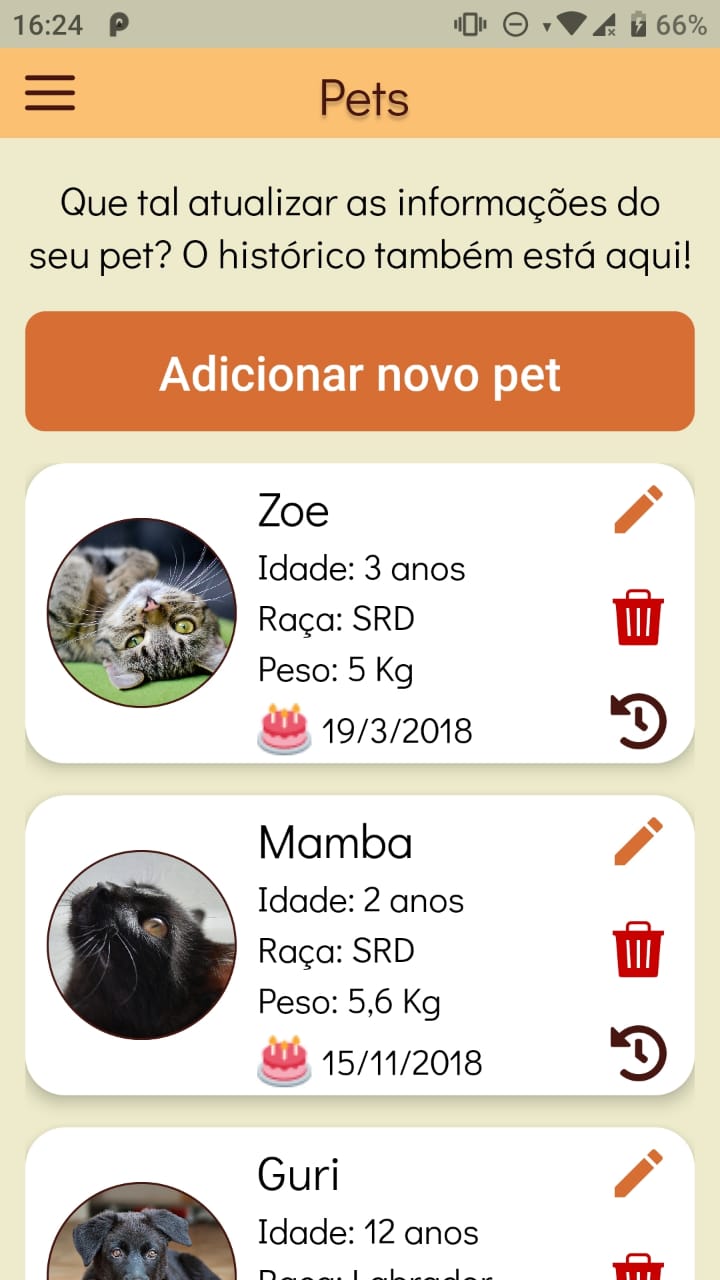 16:24
66%
Pets
Que tal atualizar as informações do
seu pet? O histórico também está aqui!
Adicionar novo pet
Zoe
Idade: 3 anos
Raça: SRD
Peso: 5 Kg
19/3/2018
Mamba
Idade: 2 anos
Raça: SRD
Peso: 5,6 Kg
15/11/2018
Guri
Idade: 12 anos
Raça: Labrador